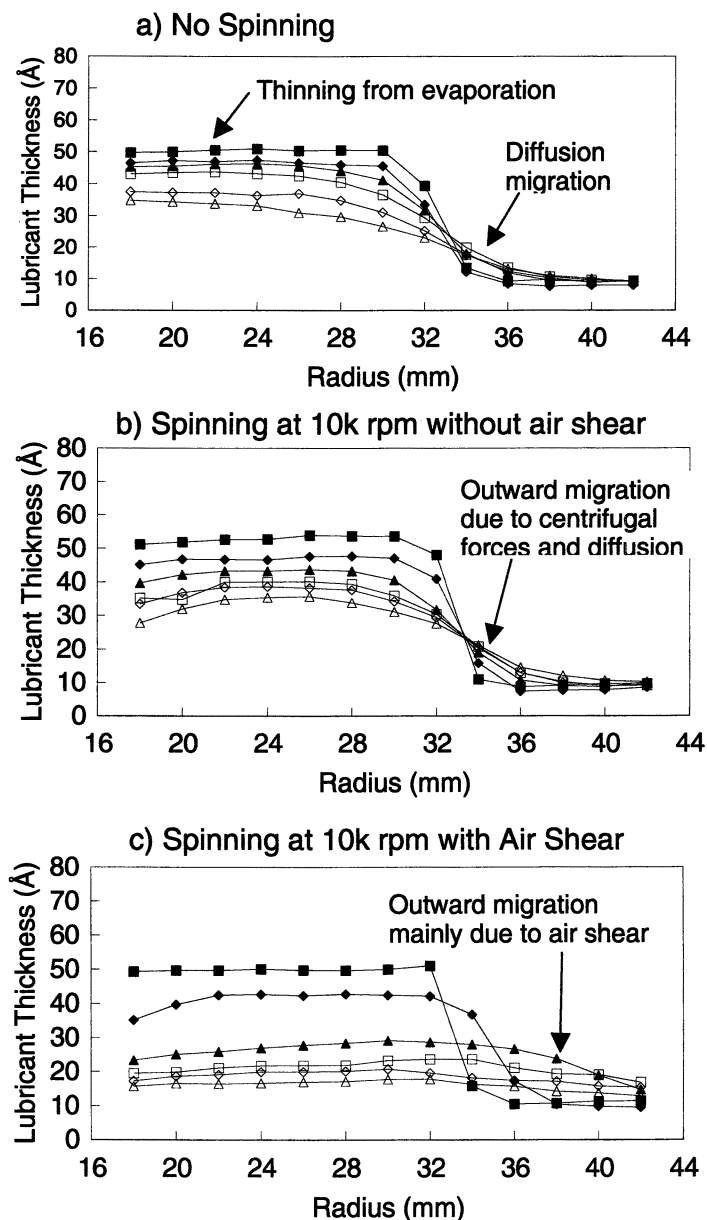 a) No Spinning
80
70
60
50
40
30
20
10
0
Lubricant Thickness (Å)
Thinning from evaporation
Diffusion
migration
16 20 24 28 32 36 40 44
Radius (mm)
b) Spinning at 10k rpm without air shear
80
70
60
50
40
30
20
10
0
Lubricant Thickness (Å)
Outward migration
due to centrifugal
forces and diffusion
16 20 24 28 32 36 40 44
Radius (mm)
c) Spinning at 10k rpm with Air Shear
80
70
60
50
40
30
20
10
0
Lubricant Thickness (Å)
Outward migration
mainly due to air shear
16 20 24 28 32 36 40 44
Radius (mm)